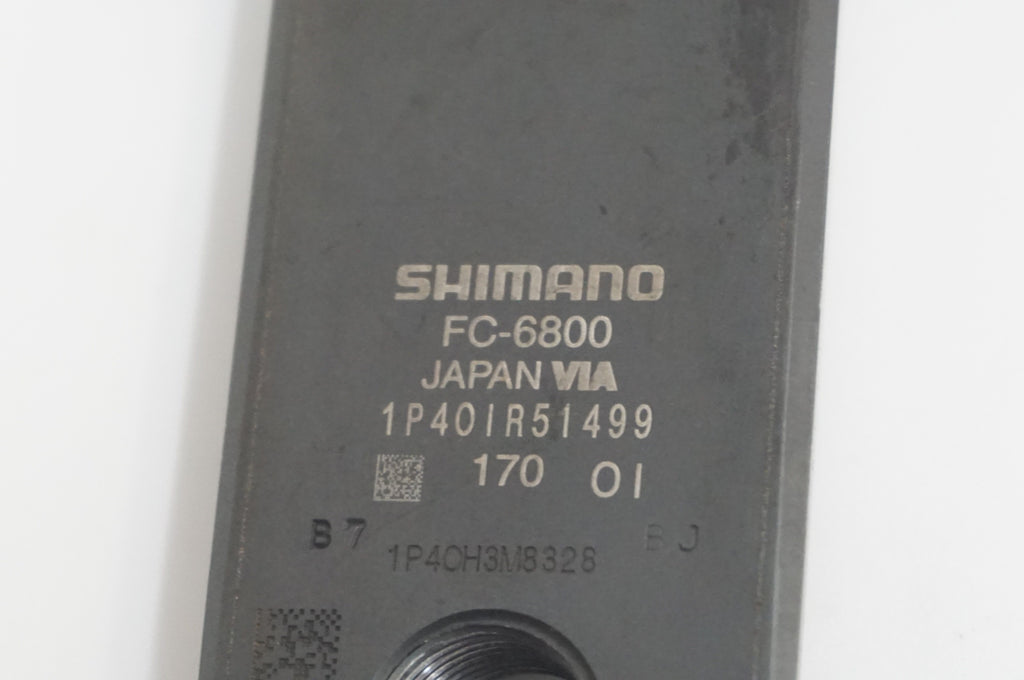 SHIMANO
FC-6800
JAPAN VIA
1P40IR51499
170 OI
B7 BJ
1P40H3M8328